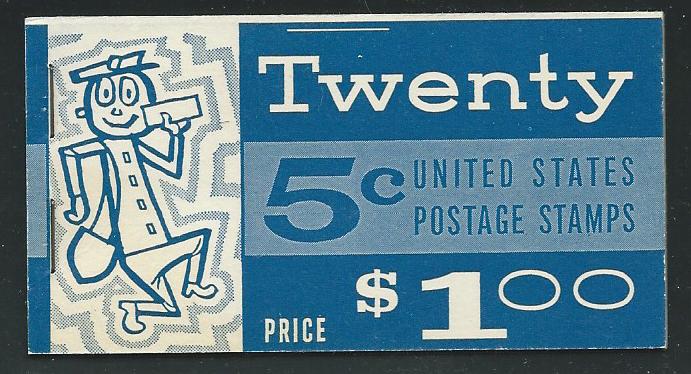 Twenty
5c UNITED STATES
POSTAGE STAMPS
PRICE $1.00